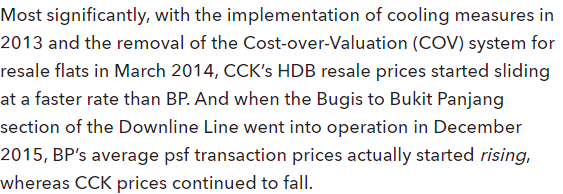 Most significantly, with the implementation of cooling measures in
2013 and the removal of the Cost-over-Valuation (COV) system for
resale flats in March 2014, CCK’s HDB resale prices started sliding
at a faster rate than BP. And when the Bugis to Bukit Panjang
section of the Downline Line went into operation in December
2015, BP’s average psf transaction prices actually started rising,
whereas CCK prices continued to fall.